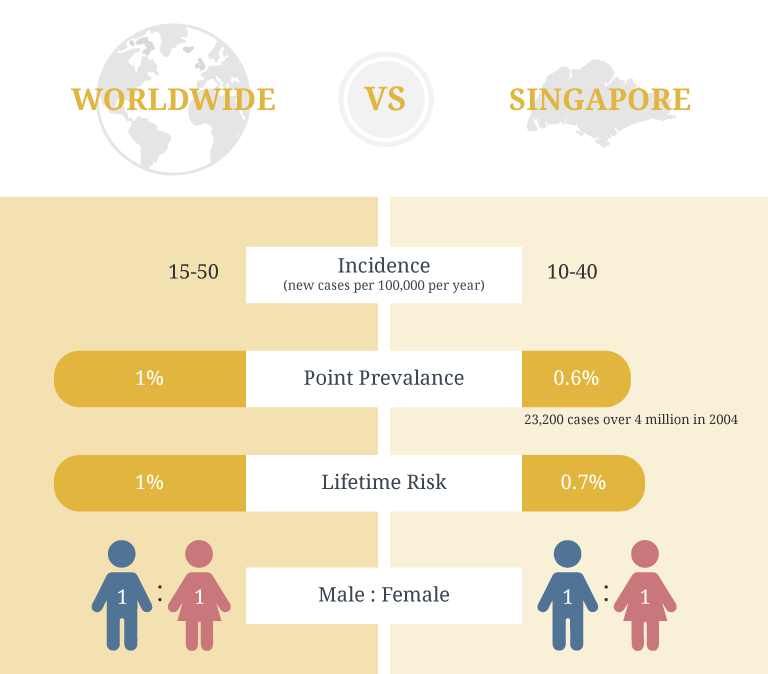 WORLDWIDE
VS
SINGAPORE
15-50
Incidence
(new cases per 100,000 per year)
10-40
1%
Point Prevalance
0.6%
23,200 cases over 4 million in 2004
1%
Lifetime Risk
0.7%
1 : 1
Male : Female
1 : 1